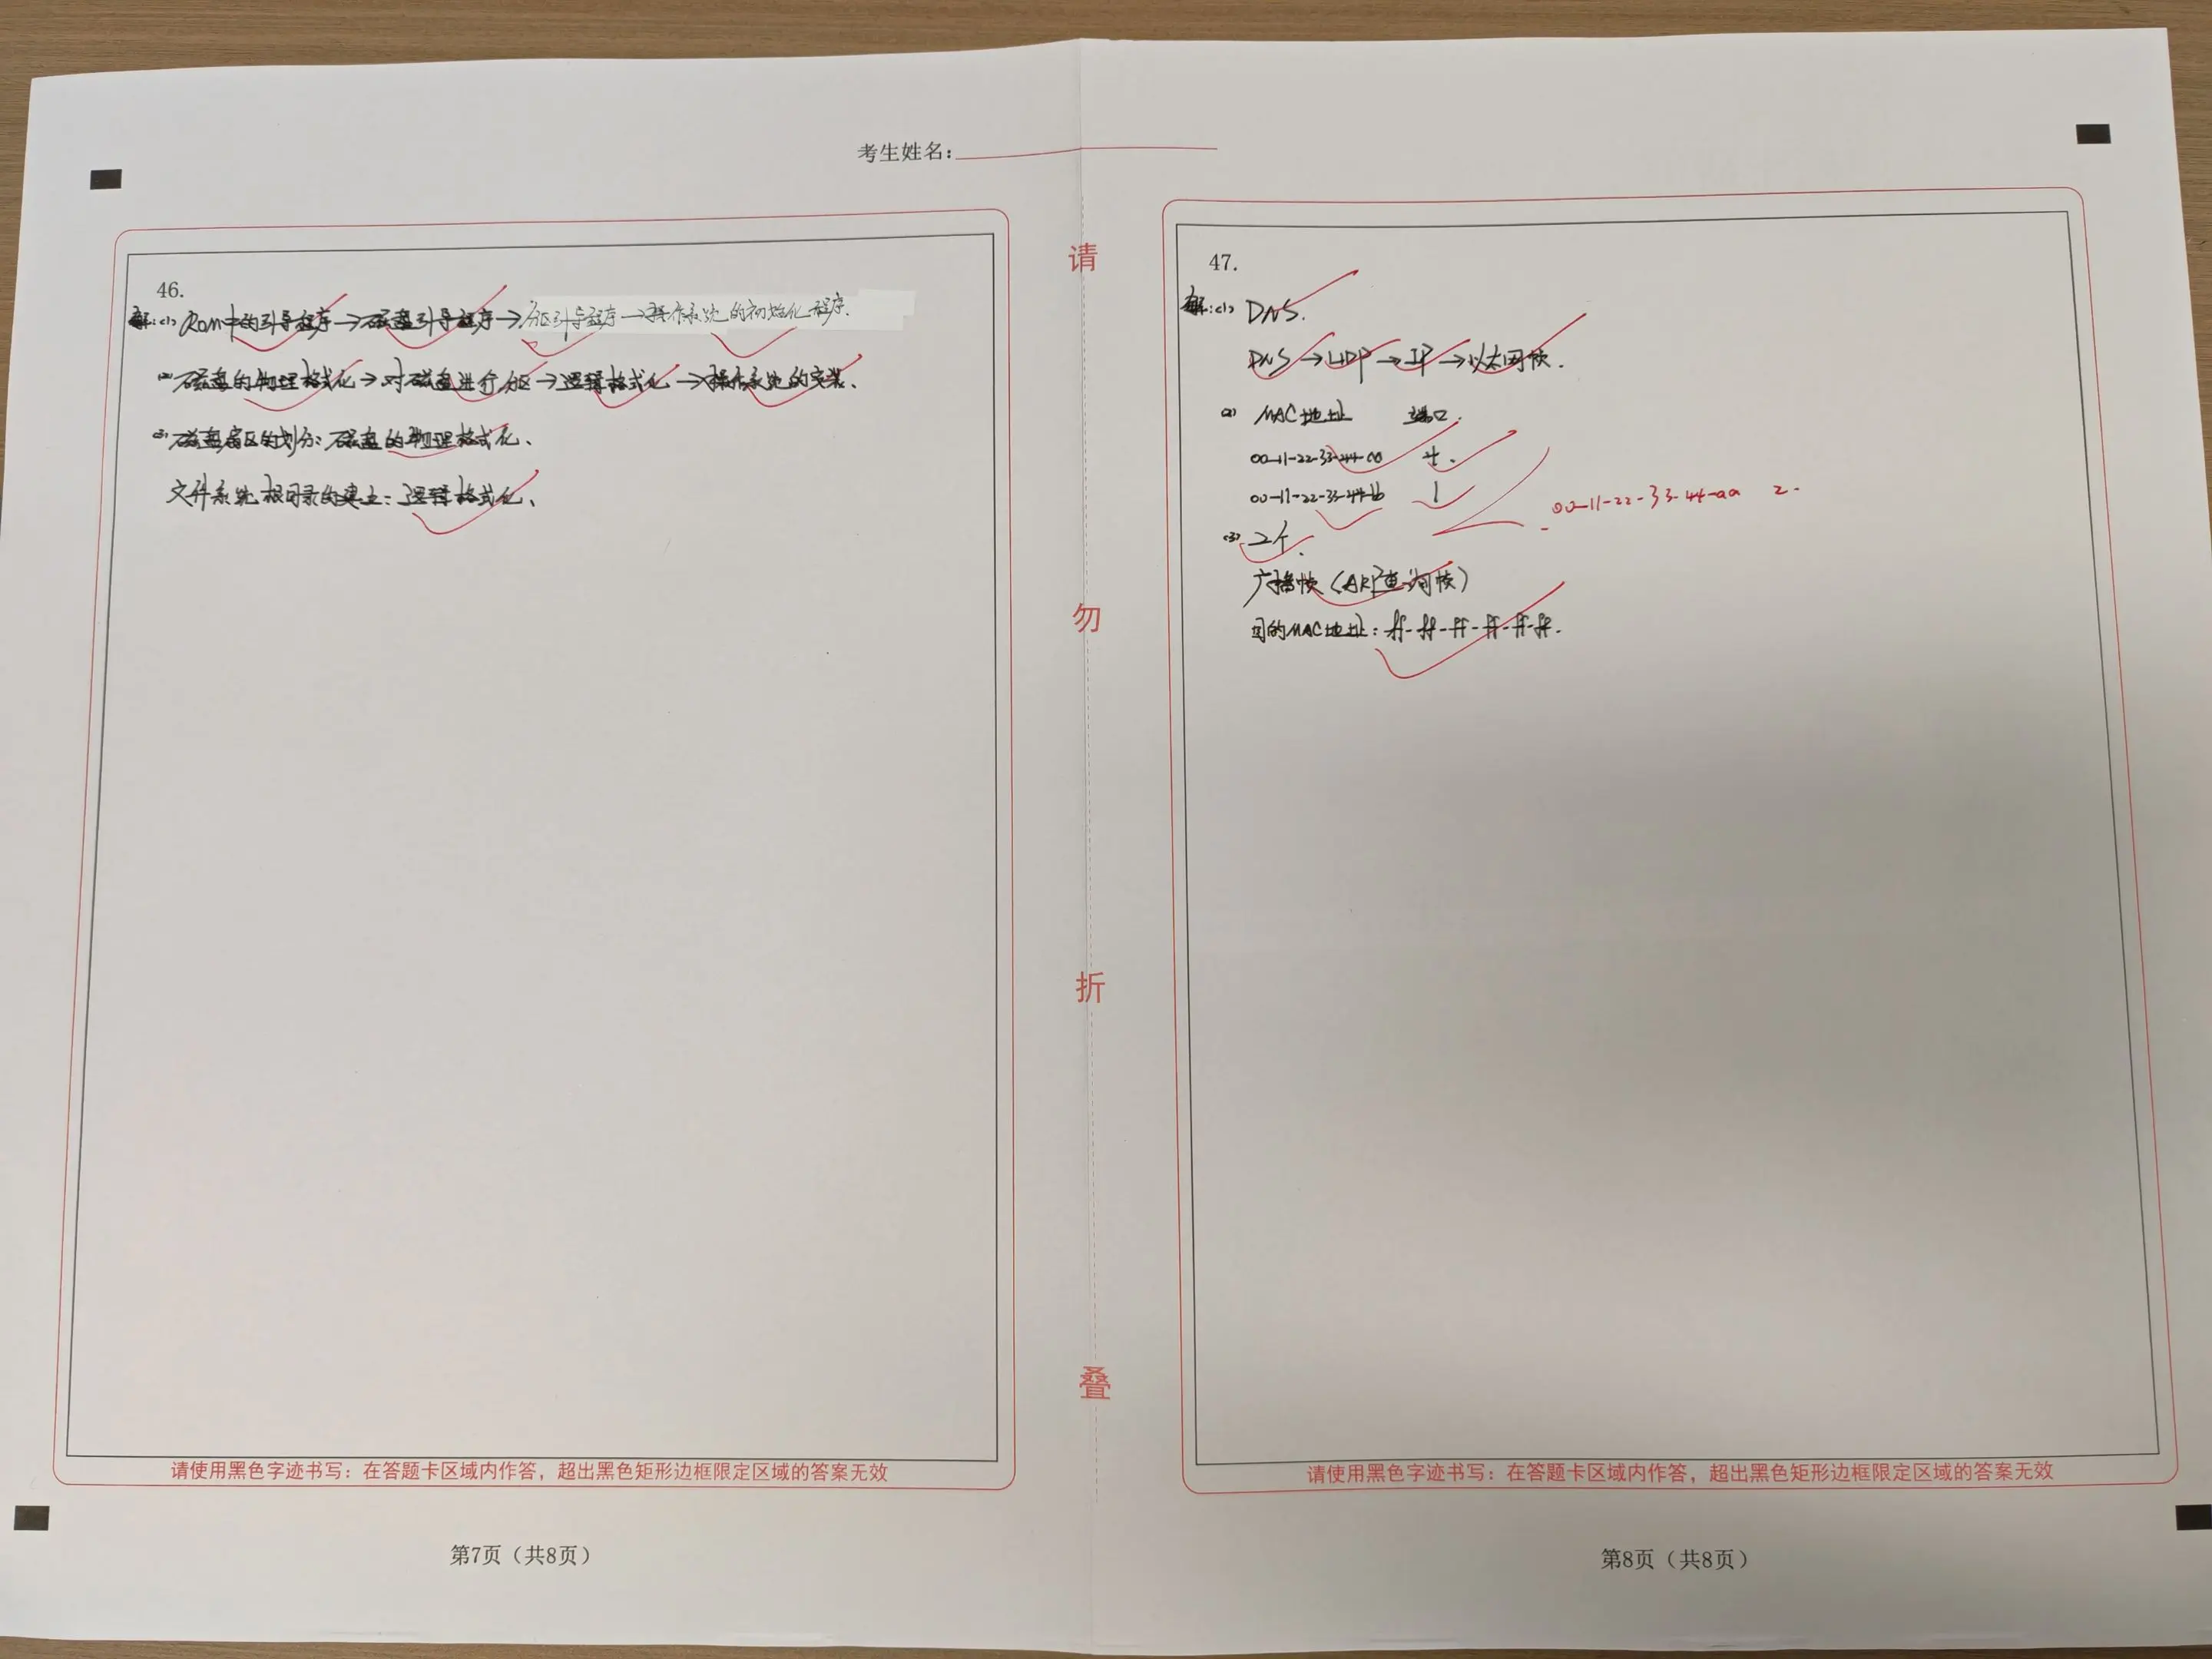 考生姓名：
46.
解：(1) Rom中的引导程序→磁盘引导程序→分区引导程序→操作系统的初始化程序.
(2) 磁盘的物理格式化→对磁盘进行分区→逻辑格式化→操作系统的安装、
(3) 磁盘扇区的划分：磁盘的物理格式化、
文件系统根目录的建立：逻辑格式化、
请使用黑色字迹书写：在答题卡区域内作答，超出黑色矩形边框限定区域的答案无效
第7页（共8页）
请
勿
折
叠
47.
解：(1) DNS.
DNS→UDP→IP→以太网帧.
(2) MAC地址 端口.
00-11-22-33-44-cc 4.
00-11-22-33-44-bb 1
00-11-22-33-44-aa 2.
(3) 2个.
广播帧（ARP查询帧）
目的MAC地址：ff-ff-ff-ff-ff-ff.
请使用黑色字迹书写：在答题卡区域内作答，超出黑色矩形边框限定区域的答案无效
第8页（共8页）